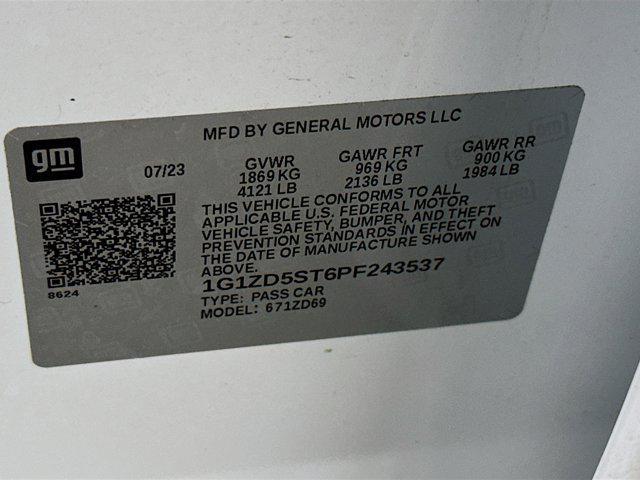 gm
MFD BY GENERAL MOTORS LLC
07/23
GVWR
1869 KG
4121 LB
GAWR FRT
969 KG
2136 LB
GAWR RR
900 KG
1984 LB
THIS VEHICLE CONFORMS TO ALL
APPLICABLE U.S. FEDERAL MOTOR
VEHICLE SAFETY, BUMPER, AND THEFT
PREVENTION STANDARDS IN EFFECT ON
THE DATE OF MANUFACTURE SHOWN
ABOVE.
8624
1G1ZD5ST6PF243537
TYPE: PASS CAR
MODEL: 671ZD69